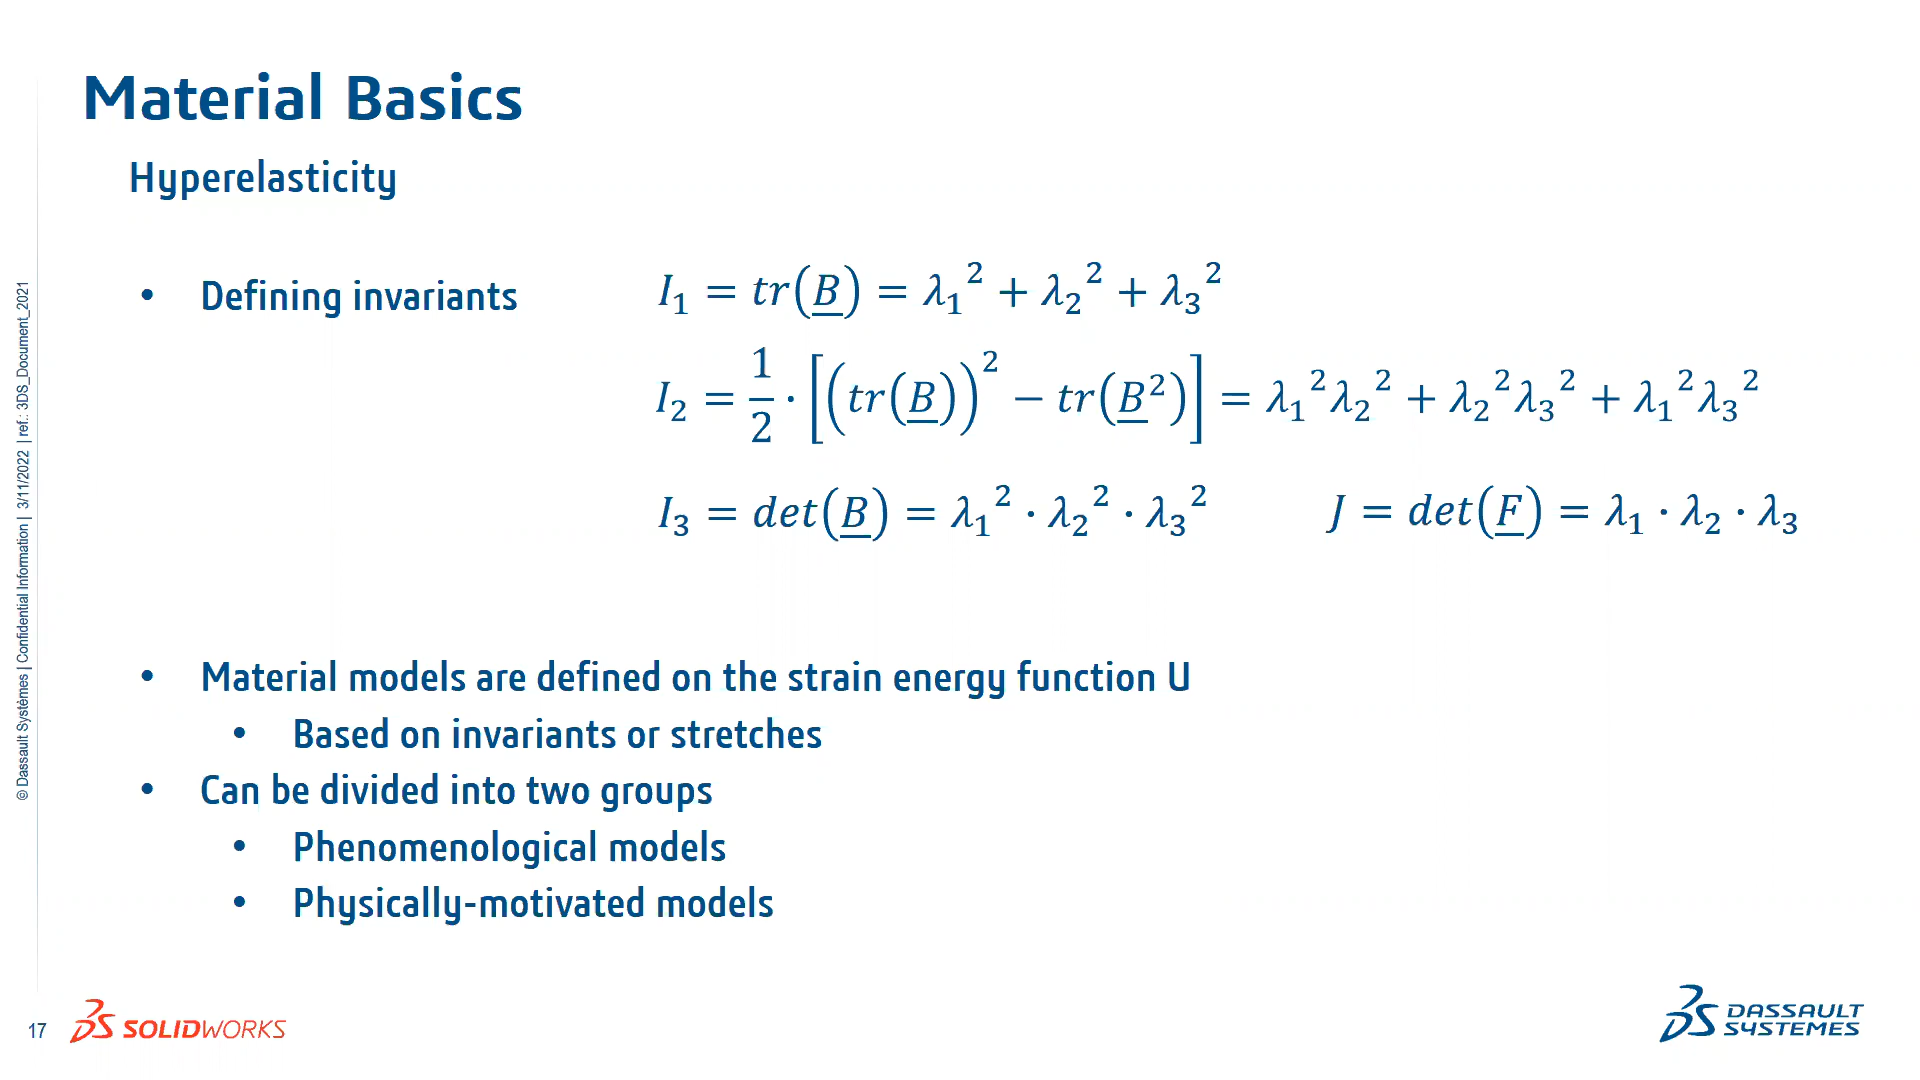 Material Basics
Hyperelasticity
• Defining invariants
I₁ = tr(B) = λ₁² + λ₂² + λ₃²
I₂ = 1/2 · [(tr(B))² − tr(B²)] = λ₁²λ₂² + λ₂²λ₃² + λ₁²λ₃²
I₃ = det(B) = λ₁² · λ₂² · λ₃² J = det(F) = λ₁ · λ₂ · λ₃
• Material models are defined on the strain energy function U
• Based on invariants or stretches
• Can be divided into two groups
• Phenomenological models
• Physically-motivated models
© Dassault Systèmes | Confidential Information | 3/11/2022 | ref.: 3DS_Document_2021
17
SOLIDWORKS
DASSAULT
SYSTEMES